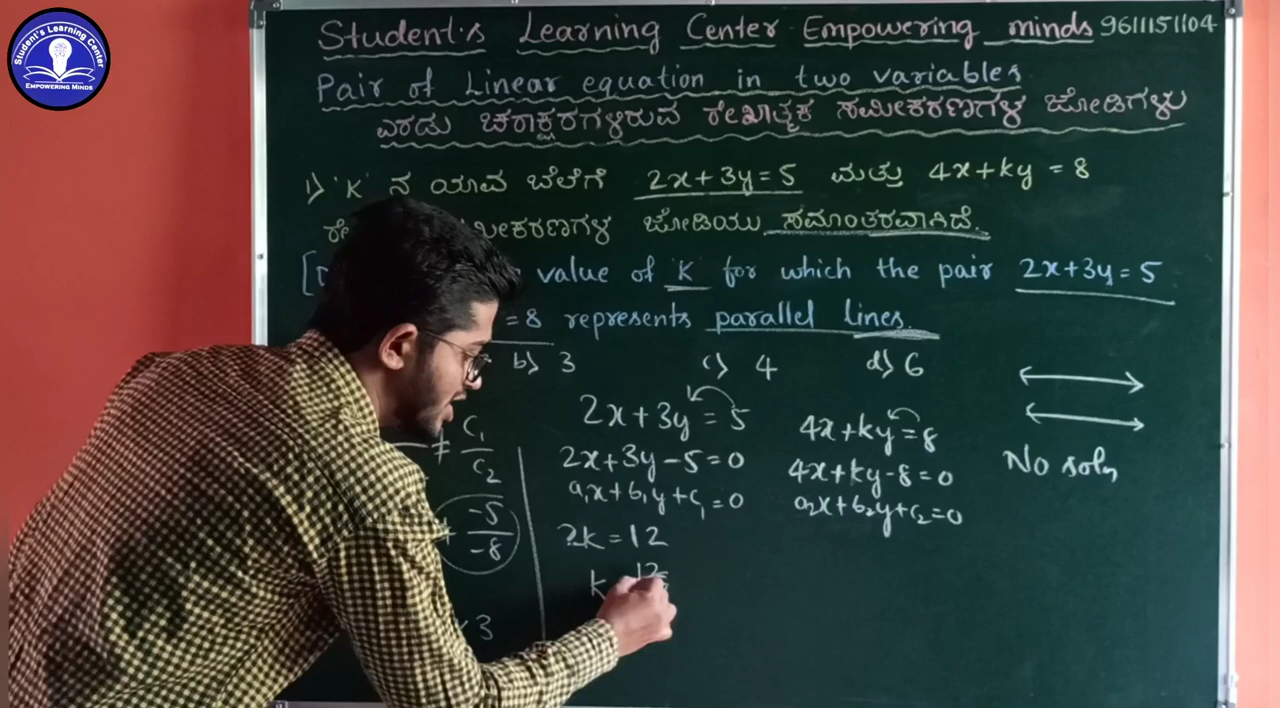 Student's Learning Center
EMPOWERING MINDS
Student's Learning Center Empowering minds 9611151104
Pair of Linear equation in two variables
ಎರಡು ಚರಾಕ್ಷರಗಳಿರುವ ರೇಖಾತ್ಮಕ ಸಮೀಕರಣಗಳ ಜೋಡಿಗಳು
1) 'K' ನ ಯಾವ ಬೆಲೆಗೆ 2x+3y=5 ಮತ್ತು 4x+ky=8
ಸಮೀಕರಣಗಳ ಜೋಡಿಯು ಸಮಾಂತರವಾಗಿದೆ.
value of 'K' for which the pair 2x+3y=5
=8 represents parallel lines.
b) 3 c) 4 d) 6
≠ C₁/C₂
-5/-8
3
2x+3y=5
2x+3y-5=0
a₁x+b₁y+c₁=0
2k=12
k 12
4x+ky=8
4x+ky-8=0
a₂x+b₂y+c₂=0
No soln